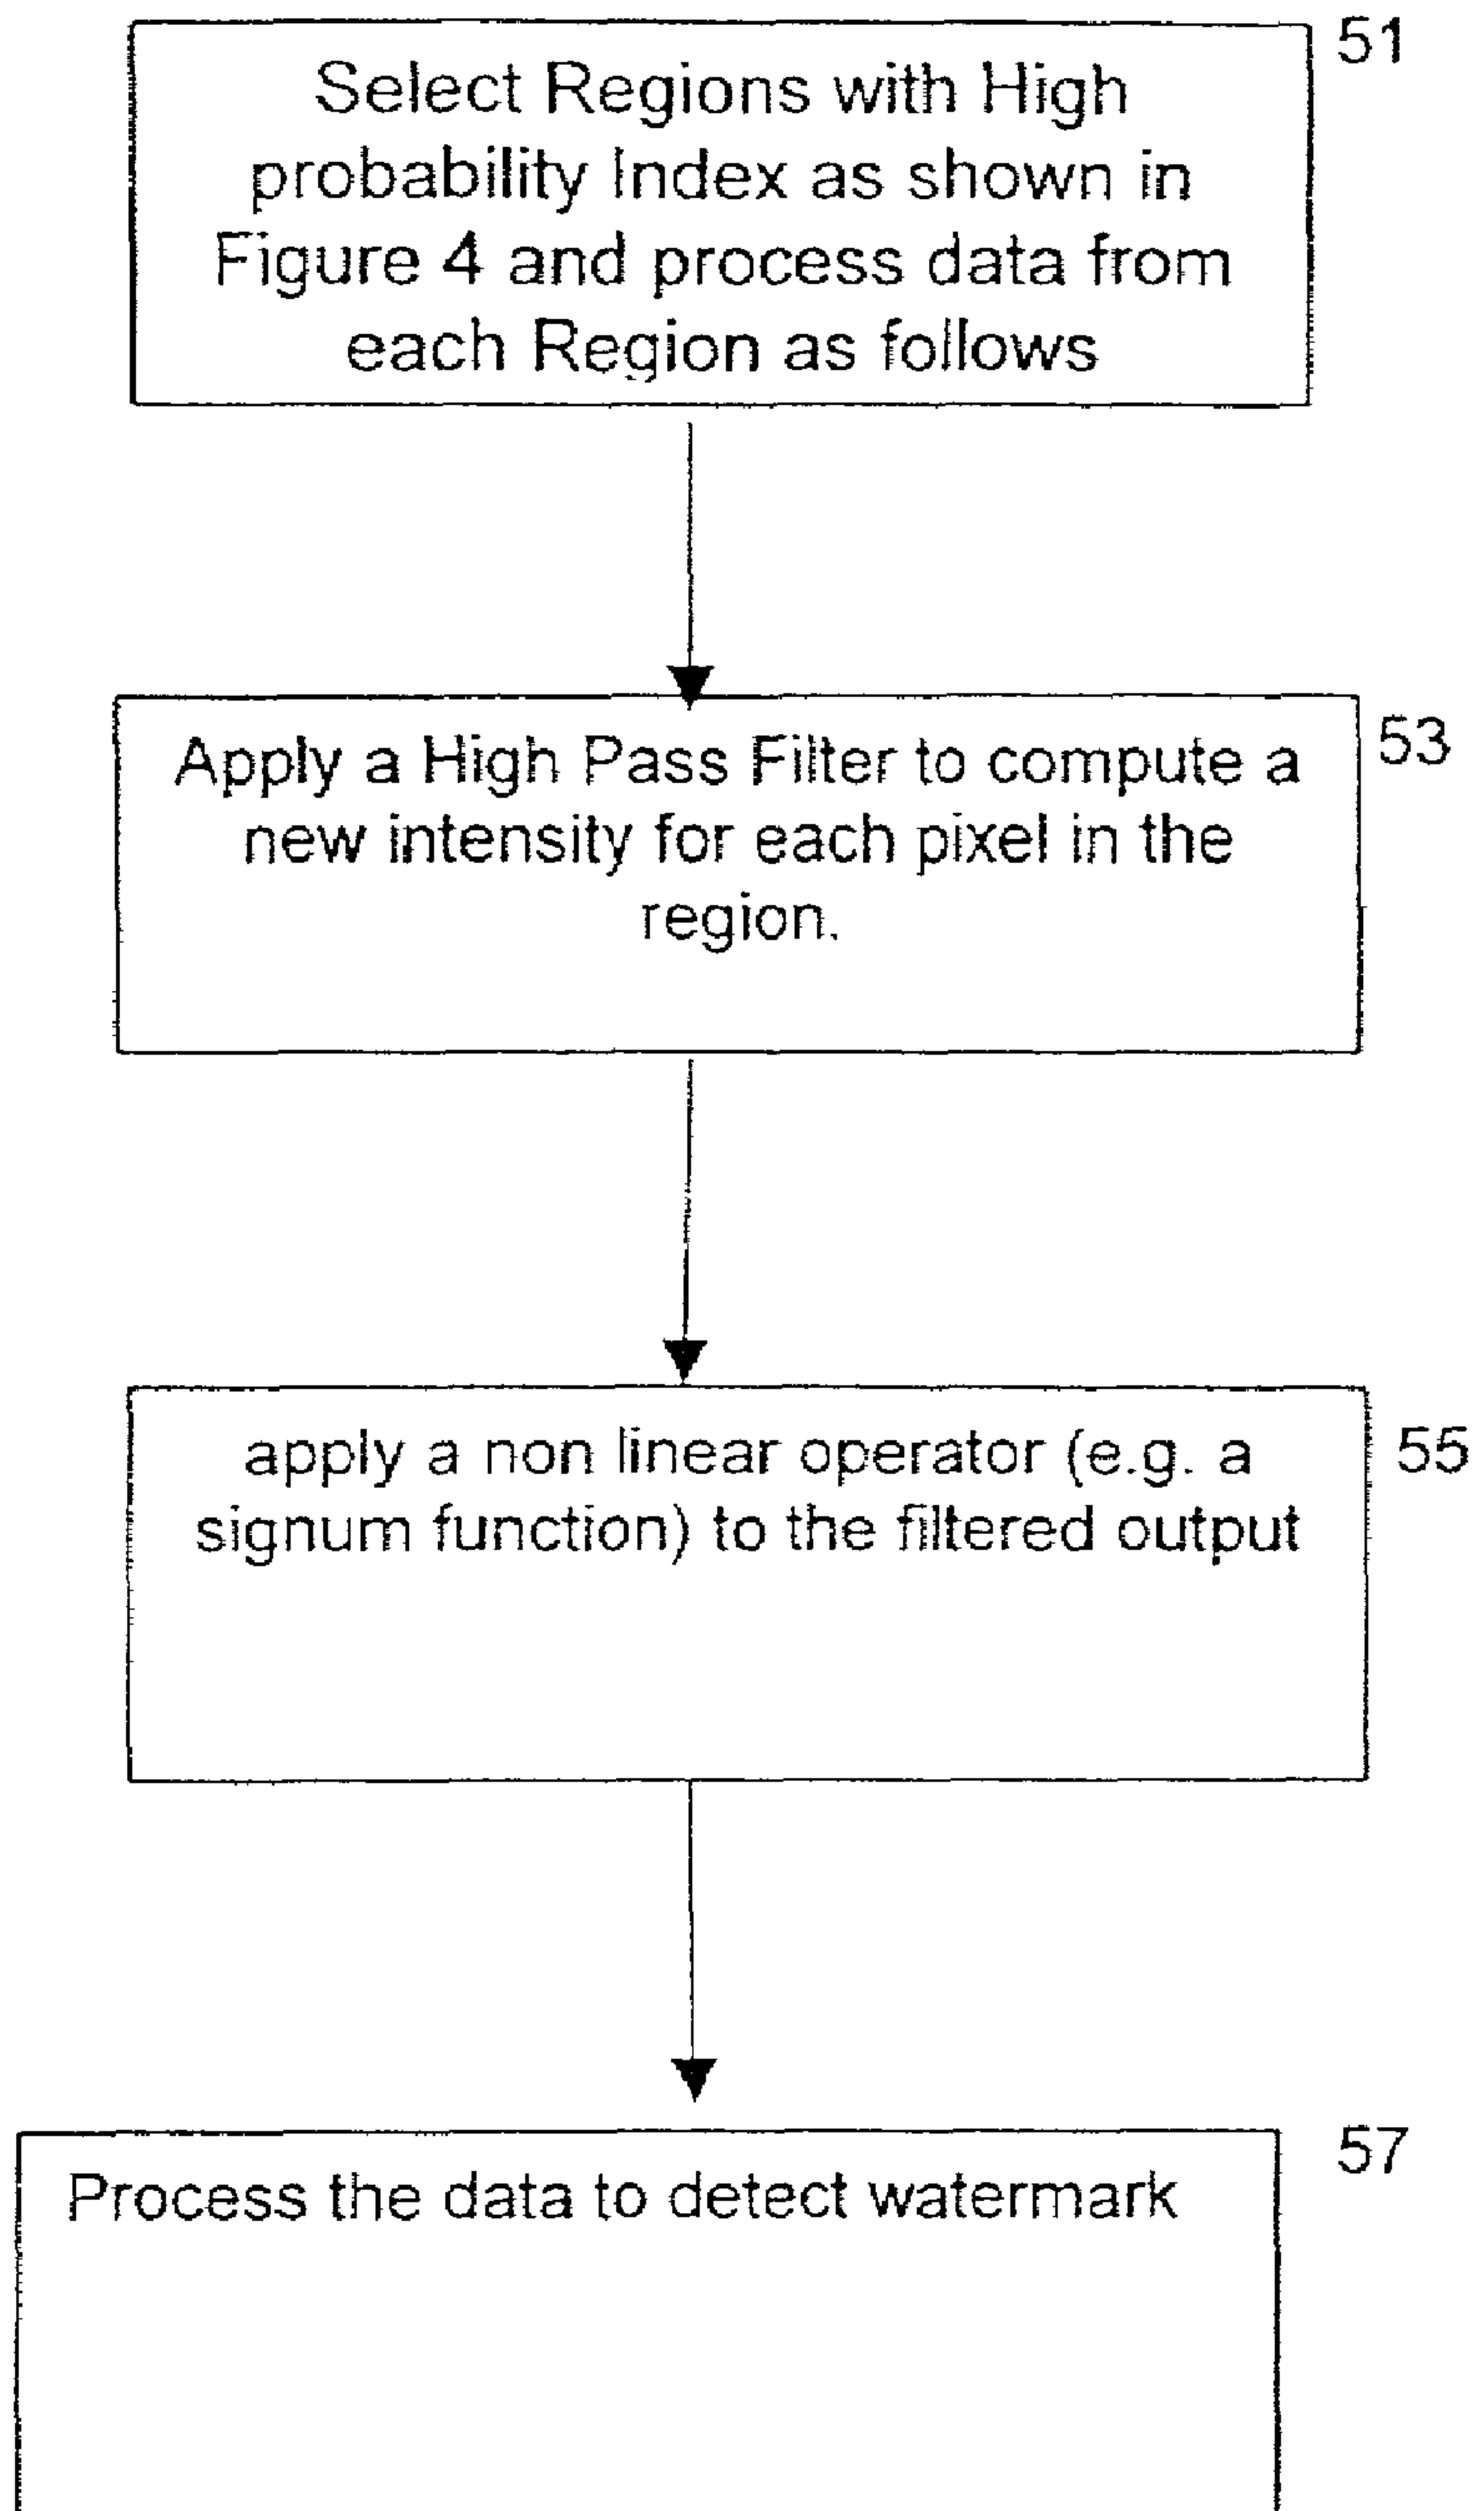 51
Select Regions with High
probability Index as shown in
Figure 4 and process data from
each Region as follows
53
Apply a High Pass Filter to compute a
new intensity for each pixel in the
region.
55
apply a non linear operator (e.g. a
signum function) to the filtered output
57
Process the data to detect watermark